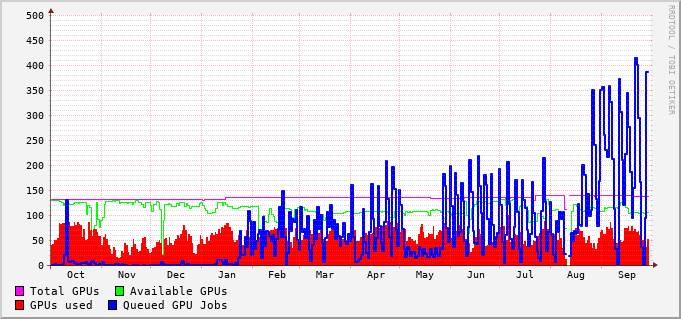 500
450
400
350
300
250
200
150
100
50
0
Oct Nov Dec Jan Feb Mar Apr May Jun Jul Aug Sep
Total GPUs Available GPUs
GPUs used Queued GPU Jobs
RRDTOOL / TOBI OETIKER